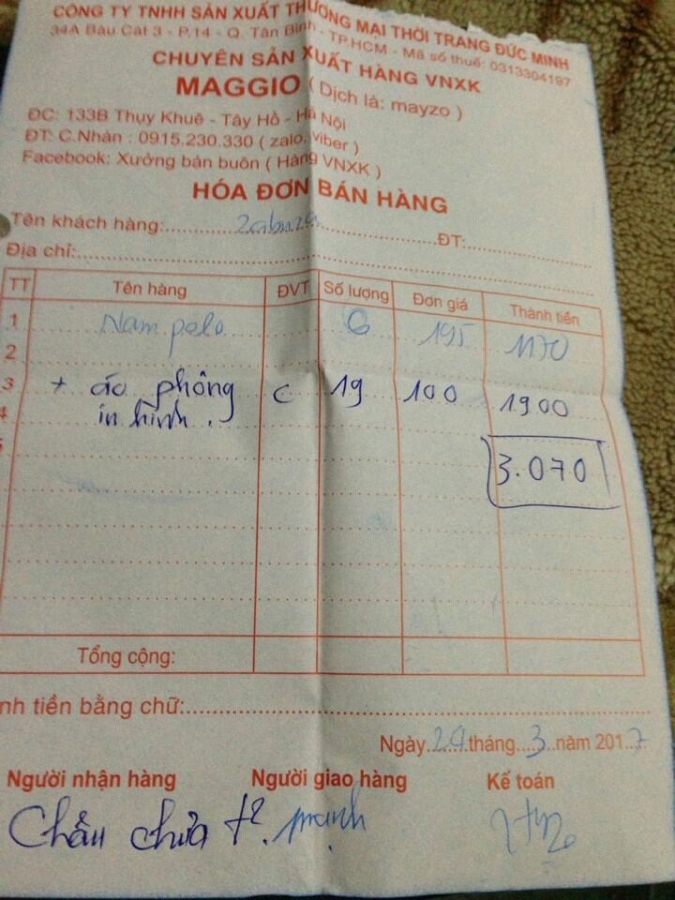 CÔNG TY TNHH SẢN XUẤT THƯƠNG MẠI THỜI TRANG ĐỨC MINH
34A Bàu Cát 3 - P.14 - Q. Tân Bình - TP.HCM - Mã số thuế: 0313304197
CHUYÊN SẢN XUẤT HÀNG VNXK
MAGGIO ( Dịch là: mayzo )
ĐC: 133B Thụy Khuê - Tây Hồ - Hà Nội
ĐT: C.Nhàn : 0915.230.330 ( zalo, viber )
Facebook: Xưởng bán buôn ( Hàng VNXK )
HÓA ĐƠN BÁN HÀNG
Tên khách hàng: ĐT:
Địa chỉ:
TT Tên hàng ĐVT Số lượng Đơn giá Thành tiền
1 Nam polo 6 195 1170
2
3 + áo phông c 19 100 1900
4 in hình .
3.070
Tổng cộng:
nh tiền bằng chữ:
Ngày 29 tháng 3 năm 2017
Người nhận hàng Người giao hàng Kế toán
Chắn chưa t²